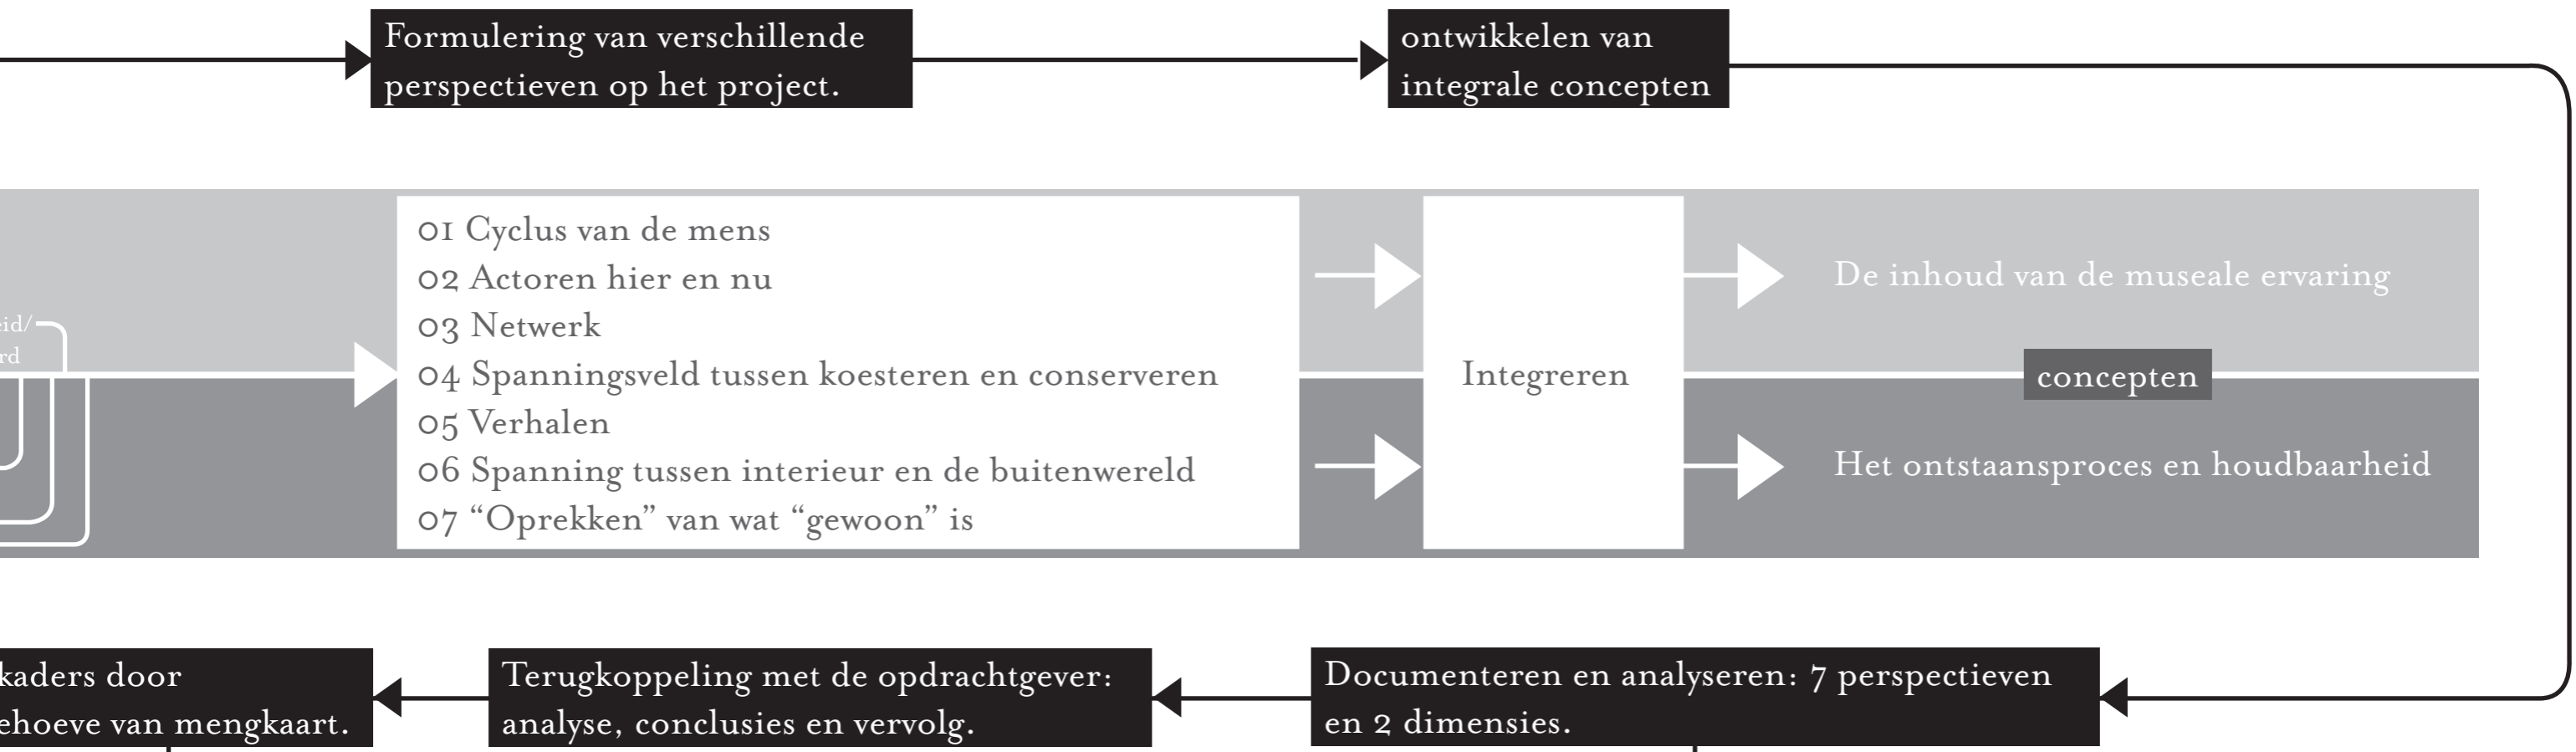 Formulering van verschillende
perspectieven op het project.
ontwikkelen van
integrale concepten
eid/
rd
01 Cyclus van de mens
02 Actoren hier en nu
03 Netwerk
04 Spanningsveld tussen koesteren en conserveren
05 Verhalen
06 Spanning tussen interieur en de buitenwereld
07 “Oprekken” van wat “gewoon” is
Integreren
De inhoud van de museale ervaring
concepten
Het ontstaansproces en houdbaarheid
kaders door
ehoeve van mengkaart.
Terugkoppeling met de opdrachtgever:
analyse, conclusies en vervolg.
Documenteren en analyseren: 7 perspectieven
en 2 dimensies.